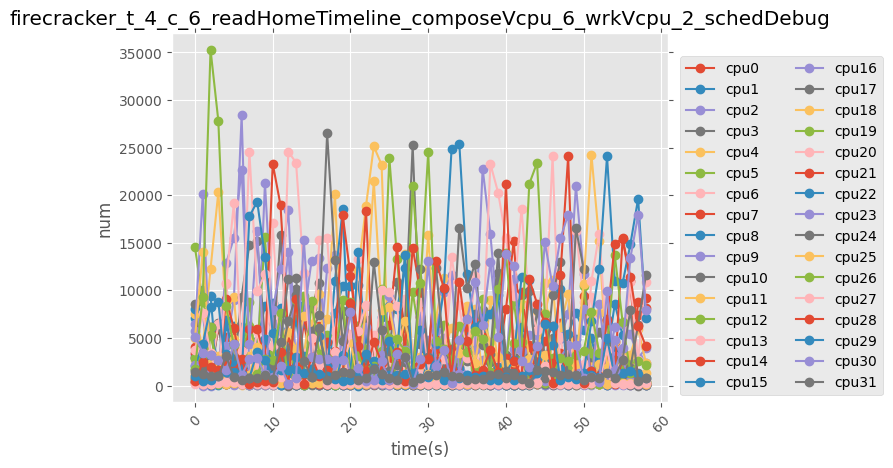 firecracker_t_4_c_6_readHomeTimeline_composeVcpu_6_wrkVcpu_2_schedDebug
35000
30000
25000
20000
15000
10000
5000
0
num
0
10
20
30
40
50
60
time(s)
cpu0
cpu1
cpu2
cpu3
cpu4
cpu5
cpu6
cpu7
cpu8
cpu9
cpu10
cpu11
cpu12
cpu13
cpu14
cpu15
cpu16
cpu17
cpu18
cpu19
cpu20
cpu21
cpu22
cpu23
cpu24
cpu25
cpu26
cpu27
cpu28
cpu29
cpu30
cpu31